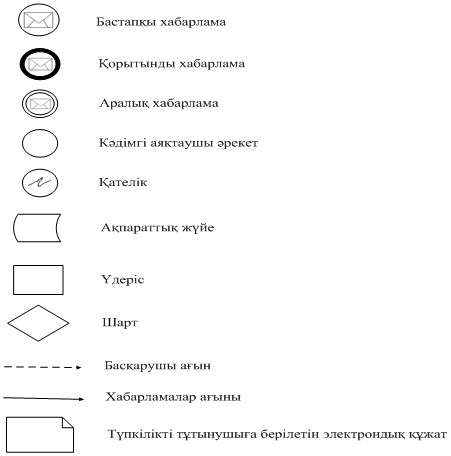 Бастапқы хабарлама
Қорытынды хабарлама
Аралық хабарлама
Кәдімгі аяқтаушы әрекет
Қателік
Ақпараттық жүйе
Үдеріс
Шарт
Басқарушы ағын
Хабарламалар ағыны
Түпкілікті тұтынушыға берілетін электрондық құжат